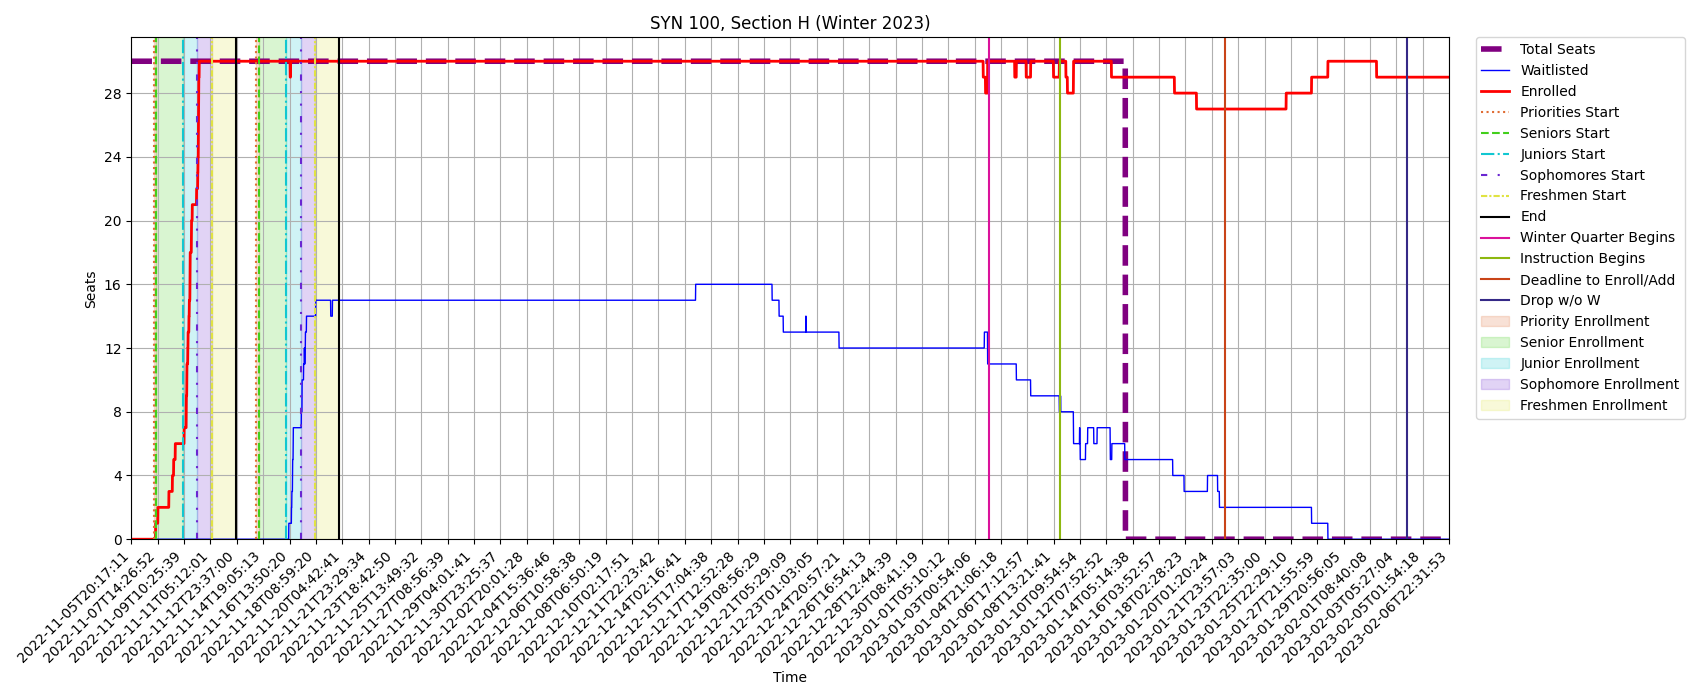 SYN 100, Section H (Winter 2023)
Seats
28
24
20
16
12
8
4
0
2022-11-05T20:17:11
2022-11-07T14:26:52
2022-11-09T10:25:39
2022-11-11T05:12:01
2022-11-12T23:37:00
2022-11-14T19:05:13
2022-11-16T13:50:20
2022-11-18T08:59:20
2022-11-20T04:42:41
2022-11-21T23:29:34
2022-11-23T18:42:50
2022-11-25T13:49:32
2022-11-27T08:56:39
2022-11-29T04:01:41
2022-11-30T23:25:37
2022-12-02T20:01:28
2022-12-04T15:36:46
2022-12-06T10:58:38
2022-12-08T06:50:19
2022-12-10T02:17:51
2022-12-11T22:23:42
2022-12-14T02:16:41
2022-12-15T17:04:38
2022-12-17T12:52:28
2022-12-19T08:56:29
2022-12-21T05:29:09
2022-12-23T01:03:05
2022-12-24T20:57:21
2022-12-26T16:54:13
2022-12-28T12:44:39
2022-12-30T08:41:19
2023-01-01T05:10:12
2023-01-03T00:54:06
2023-01-04T21:06:18
2023-01-06T17:12:57
2023-01-08T13:21:41
2023-01-10T09:54:54
2023-01-12T07:52:52
2023-01-14T05:14:38
2023-01-16T03:52:57
2023-01-18T02:28:23
2023-01-20T01:20:24
2023-01-21T23:57:03
2023-01-23T22:35:00
2023-01-25T22:29:10
2023-01-27T21:55:59
2023-01-29T20:56:05
2023-02-01T08:40:08
2023-02-03T05:27:04
2023-02-05T01:54:18
2023-02-06T22:31:53
Time
Total Seats
Waitlisted
Enrolled
Priorities Start
Seniors Start
Juniors Start
Sophomores Start
Freshmen Start
End
Winter Quarter Begins
Instruction Begins
Deadline to Enroll/Add
Drop w/o W
Priority Enrollment
Senior Enrollment
Junior Enrollment
Sophomore Enrollment
Freshmen Enrollment